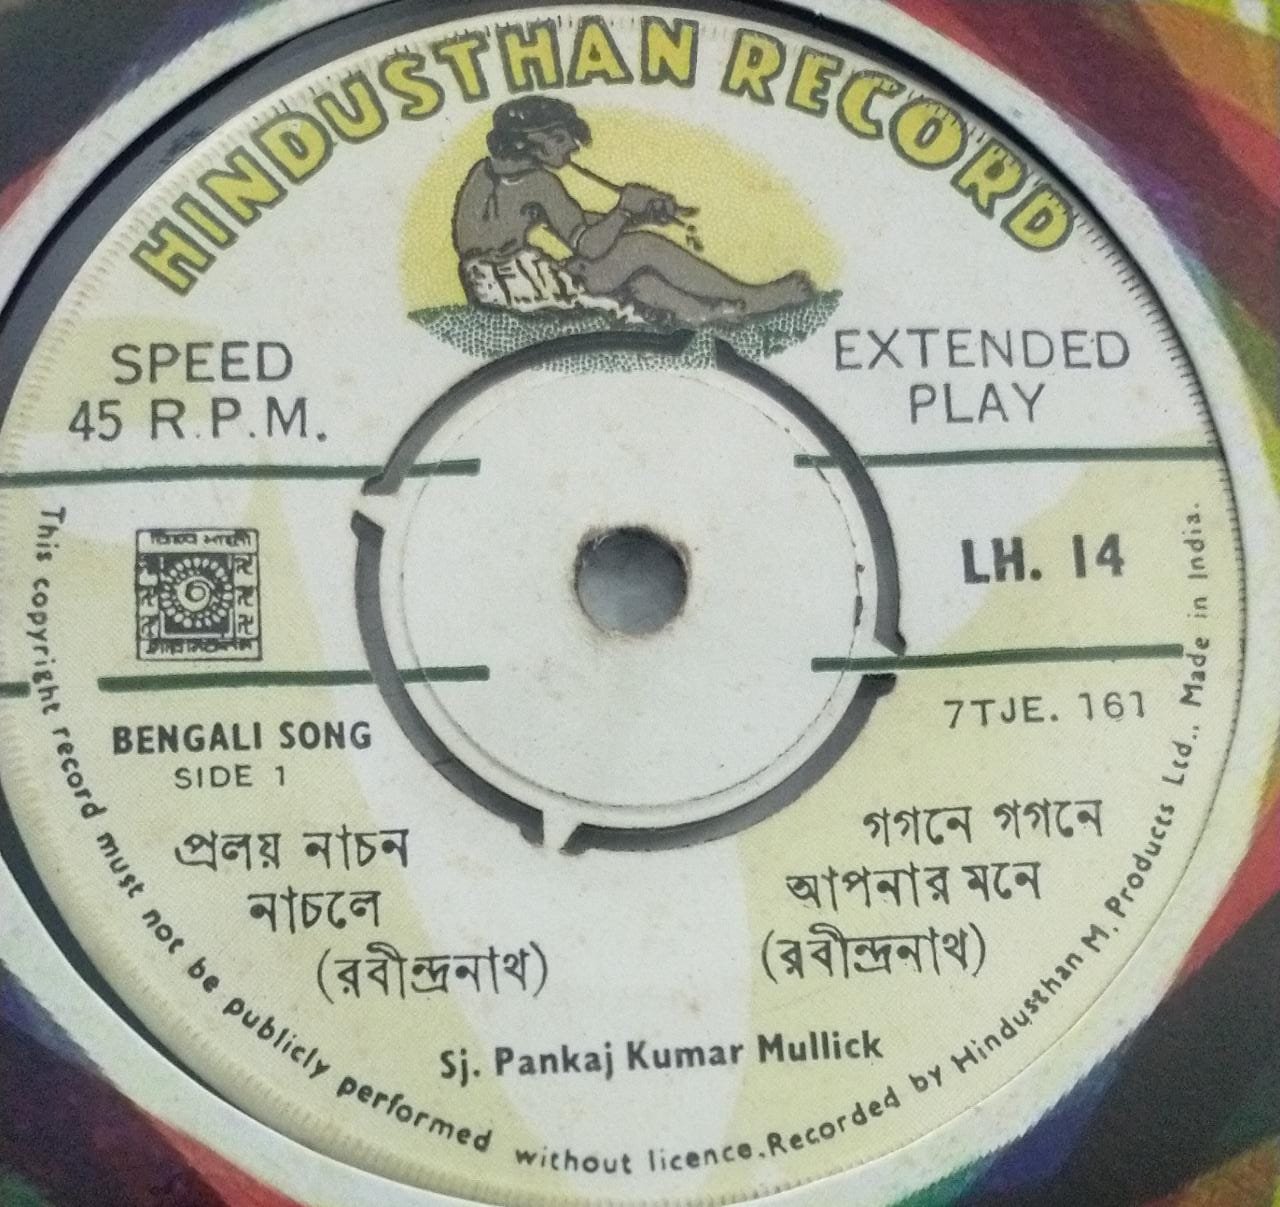 HINDUSTHAN RECORD
SPEED
45 R.P.M.
EXTENDED
PLAY
LH. 14
7TJE. 161
BENGALI SONG
SIDE 1
প্রলয় নাচন
নাচলে
(রবীন্দ্রনাথ)
গগনে গগনে
আপনার মনে
(রবীন্দ্রনাথ)
Sj. Pankaj Kumar Mullick
This copyright record must not be publicly performed without licence. Recorded by Hindusthan M. Products Ltd., Made in India.